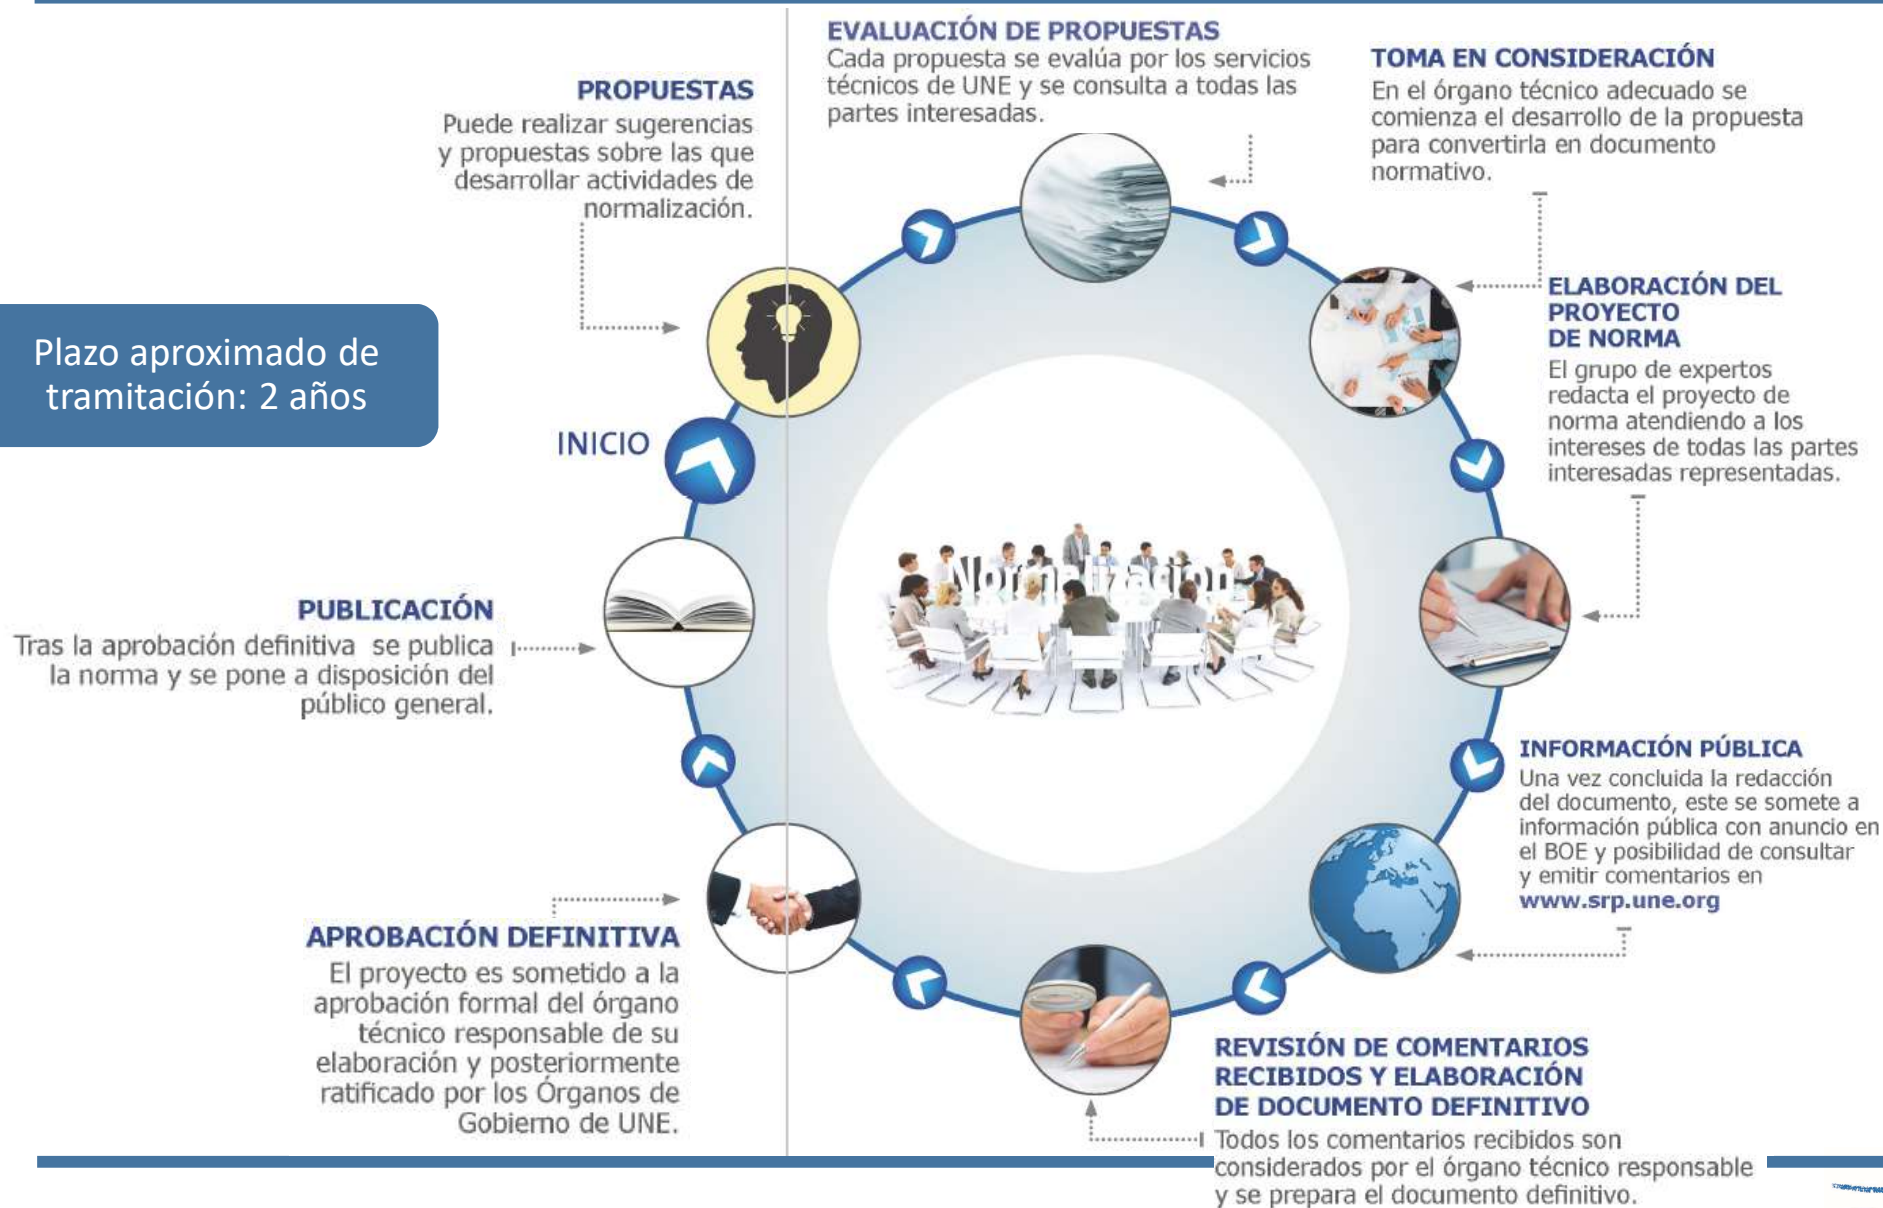 EVALUACIÓN DE PROPUESTAS
Cada propuesta se evalúa por los servicios
técnicos de UNE y se consulta a todas las
partes interesadas.
TOMA EN CONSIDERACIÓN
En el órgano técnico adecuado se
comienza el desarrollo de la propuesta
para convertirla en documento
normativo.
PROPUESTAS
Puede realizar sugerencias
y propuestas sobre las que
desarrollar actividades de
normalización.
ELABORACIÓN DEL
PROYECTO
DE NORMA
El grupo de expertos
redacta el proyecto de
norma atendiendo a los
intereses de todas las partes
interesadas representadas.
Plazo aproximado de
tramitación: 2 años
INICIO
Normalización
PUBLICACIÓN
Tras la aprobación definitiva se publica
la norma y se pone a disposición del
público general.
INFORMACIÓN PÚBLICA
Una vez concluida la redacción
del documento, este se somete a
información pública con anuncio en
el BOE y posibilidad de consultar
y emitir comentarios en
www.srp.une.org
APROBACIÓN DEFINITIVA
El proyecto es sometido a la
aprobación formal del órgano
técnico responsable de su
elaboración y posteriormente
ratificado por los Órganos de
Gobierno de UNE.
REVISIÓN DE COMENTARIOS
RECIBIDOS Y ELABORACIÓN
DE DOCUMENTO DEFINITIVO
Todos los comentarios recibidos son
considerados por el órgano técnico responsable
y se prepara el documento definitivo.